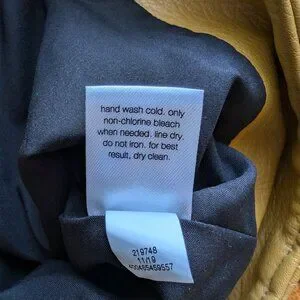 hand wash cold. only
non-chlorine bleach
when needed. line dry.
do not iron. for best
result, dry clean.
219748
11/19